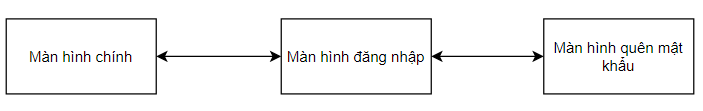 Màn hình chính
Màn hình đăng nhập
Màn hình quên mật
khẩu